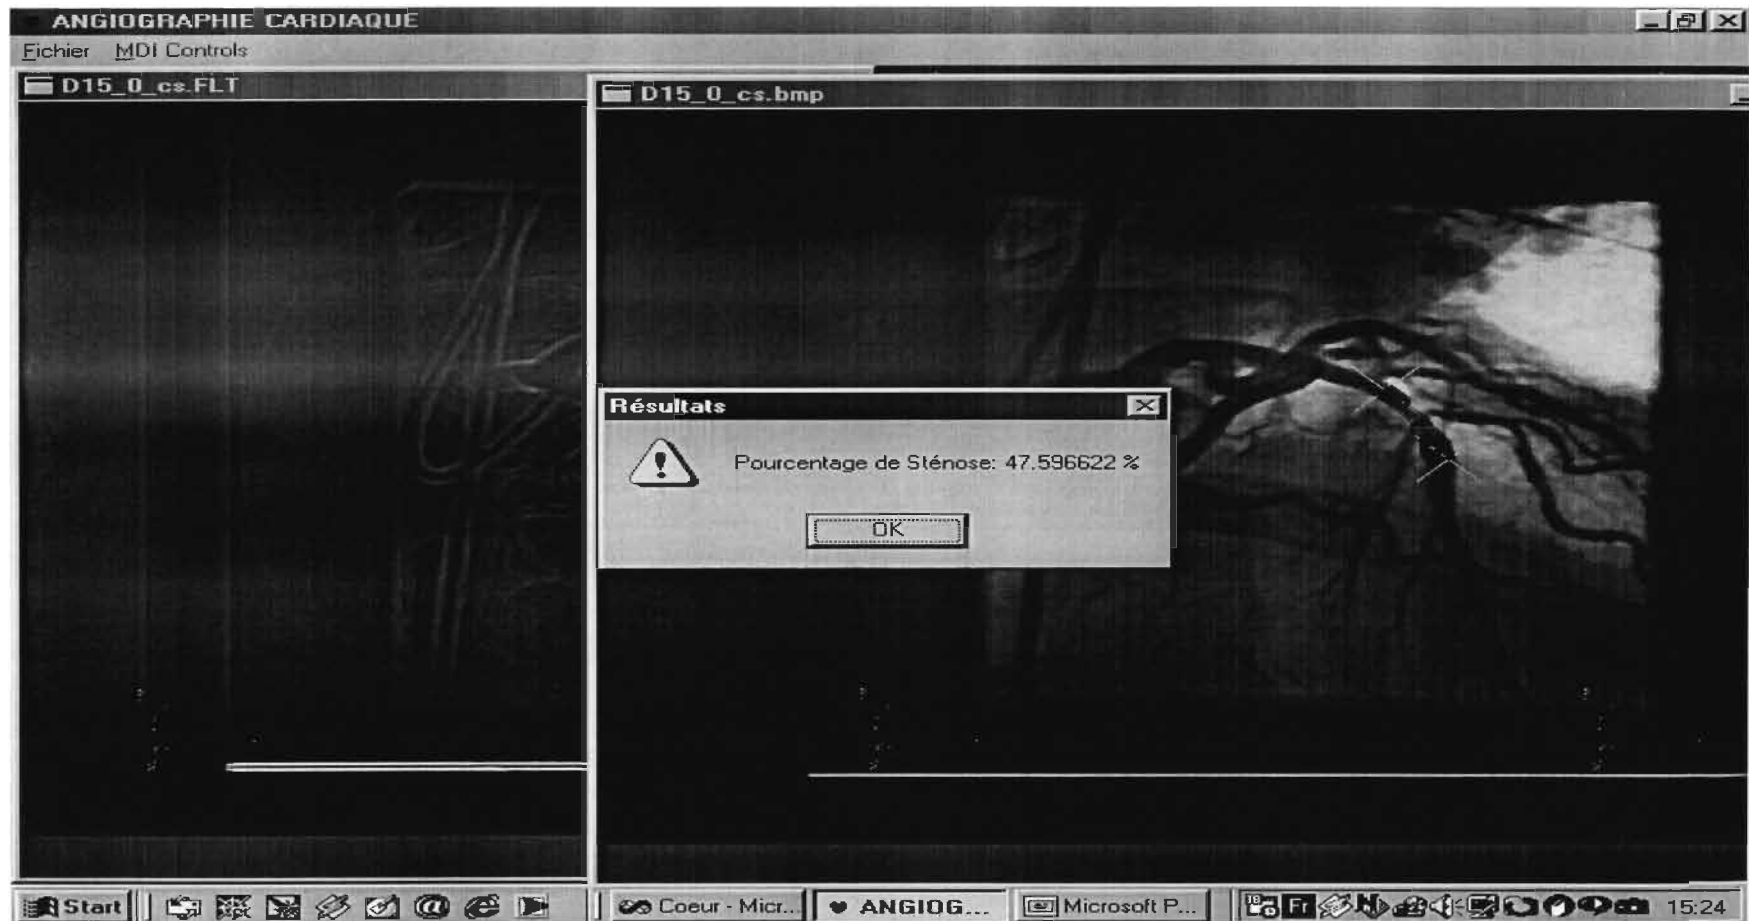 ANGIOGRAPHIE CARDIAQUE
Fichier MDI Controls
D15_0_cs.FLT
D15_0_cs.bmp
Résultats
Pourcentage de Sténose: 47.596622 %
OK
Start
Coeur - Micr...
ANGIOG...
Microsoft P...
Fr
15:24